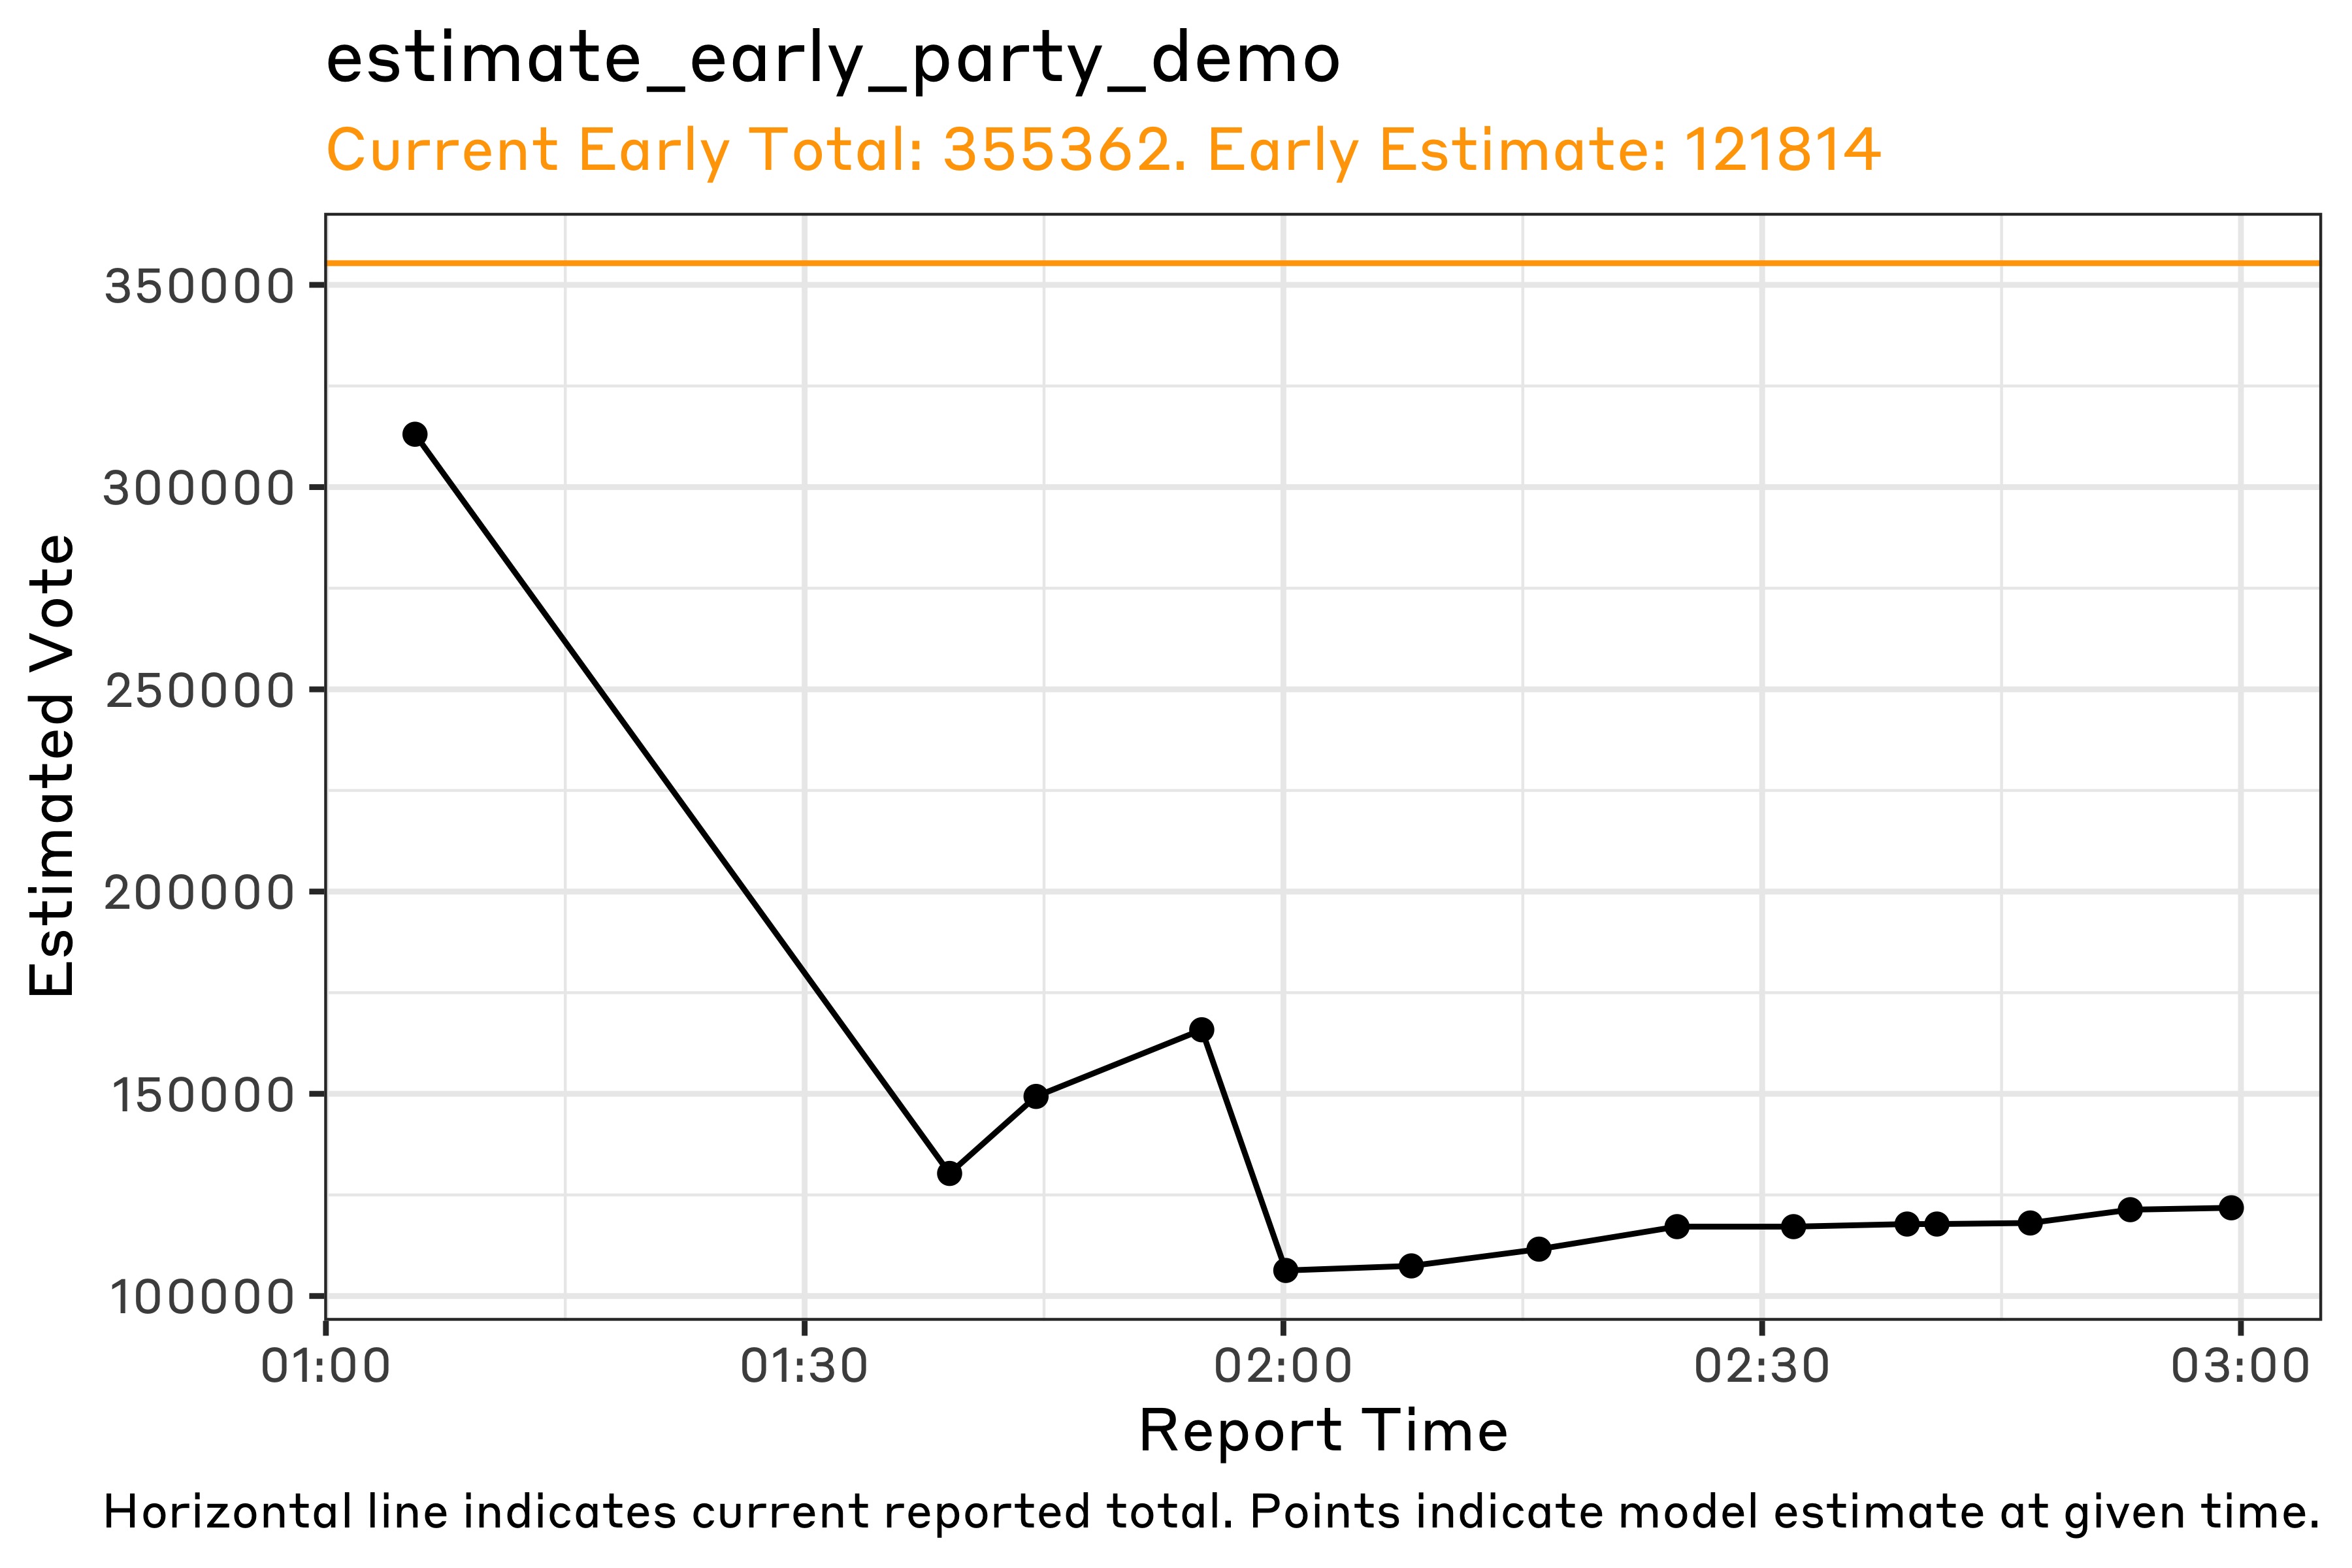 estimate_early_party_demo
Current Early Total: 355362. Early Estimate: 121814
Estimated Vote
350000
300000
250000
200000
150000
100000
01:00 01:30 02:00 02:30 03:00
Report Time
Horizontal line indicates current reported total. Points indicate model estimate at given time.